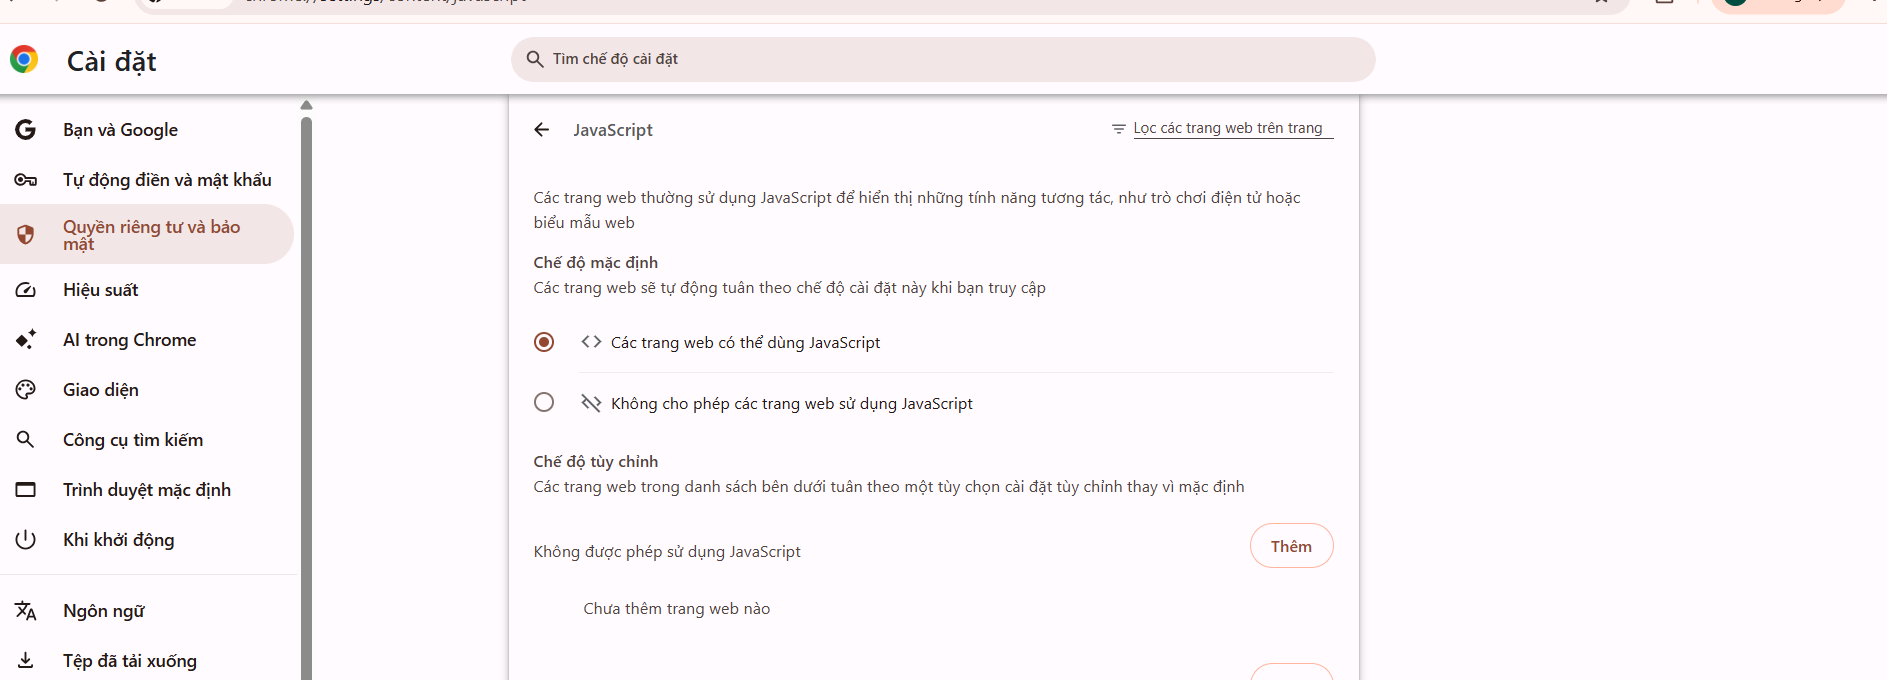 Cài đặt
Tìm chế độ cài đặt
Bạn và Google
Tự động điền và mật khẩu
Quyền riêng tư và bảo
mật
Hiệu suất
AI trong Chrome
Giao diện
Công cụ tìm kiếm
Trình duyệt mặc định
Khi khởi động
Ngôn ngữ
Tệp đã tải xuống
JavaScript
Lọc các trang web trên trang
Các trang web thường sử dụng JavaScript để hiển thị những tính năng tương tác, như trò chơi điện tử hoặc
biểu mẫu web
Chế độ mặc định
Các trang web sẽ tự động tuân theo chế độ cài đặt này khi bạn truy cập
Các trang web có thể dùng JavaScript
Không cho phép các trang web sử dụng JavaScript
Chế độ tùy chỉnh
Các trang web trong danh sách bên dưới tuân theo một tùy chọn cài đặt tùy chỉnh thay vì mặc định
Không được phép sử dụng JavaScript
Thêm
Chưa thêm trang web nào